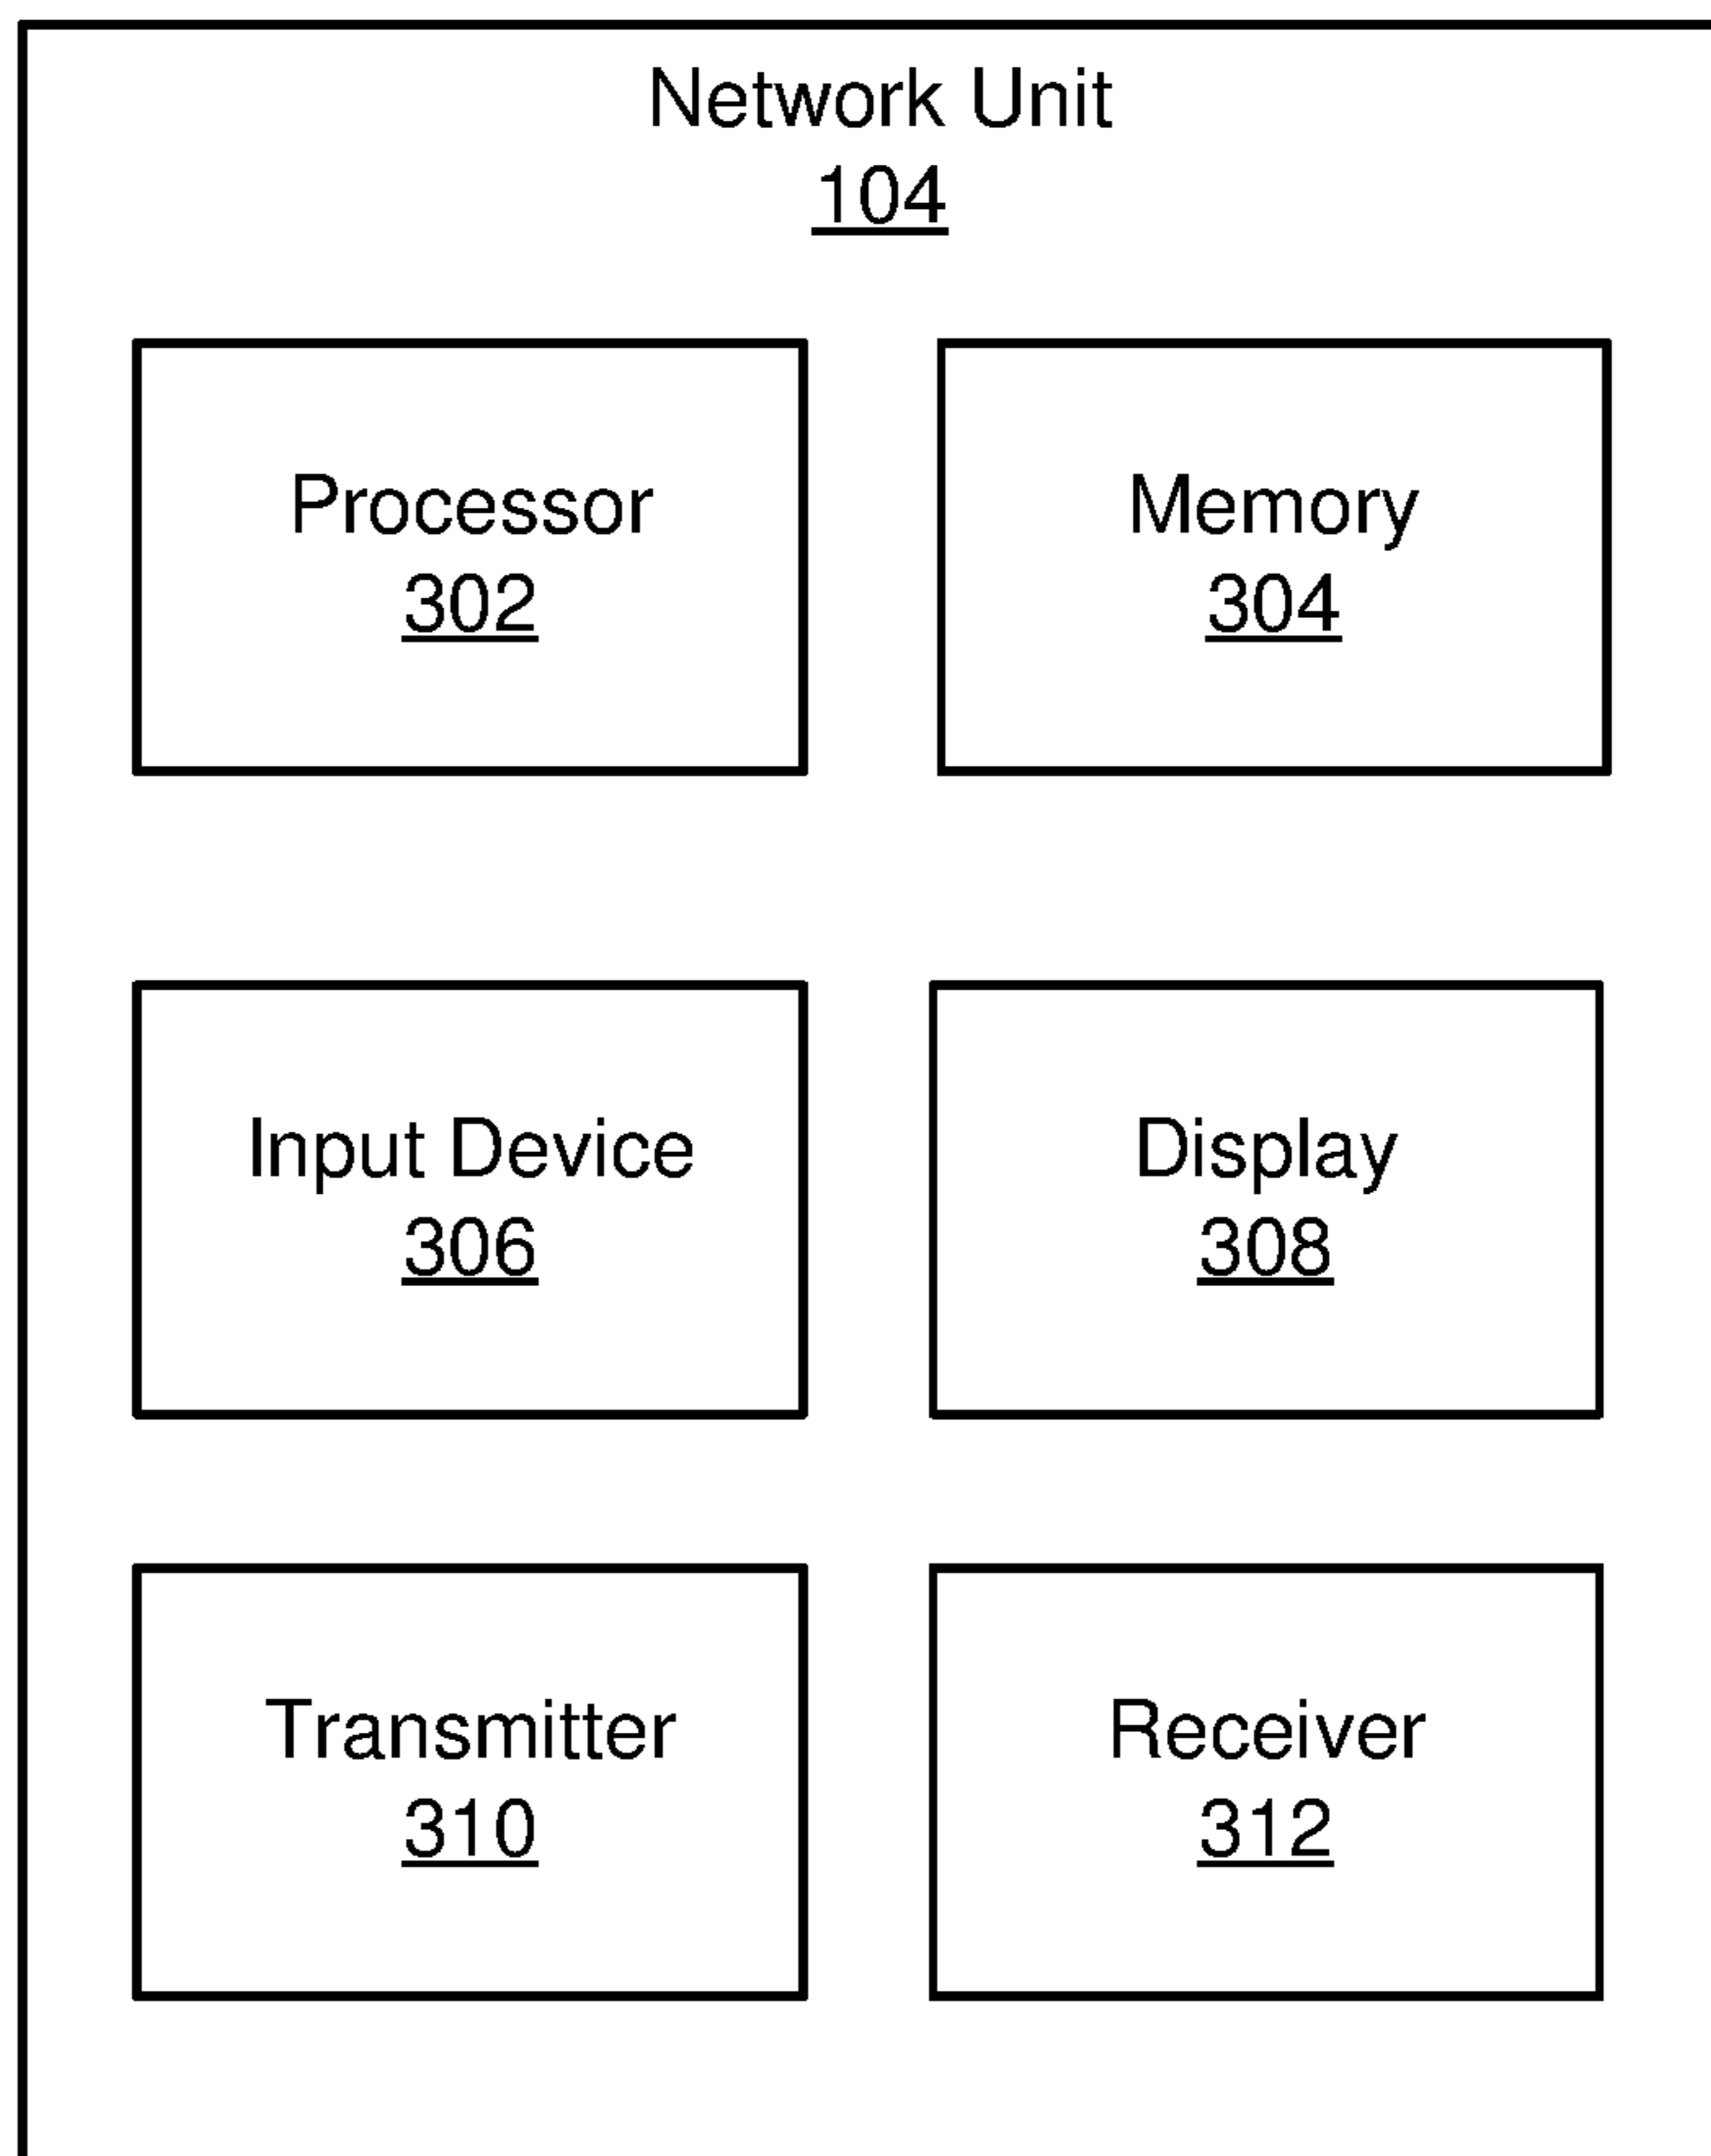 Network Unit
104
Processor
302
Memory
304
Input Device
306
Display
308
Transmitter
310
Receiver
312